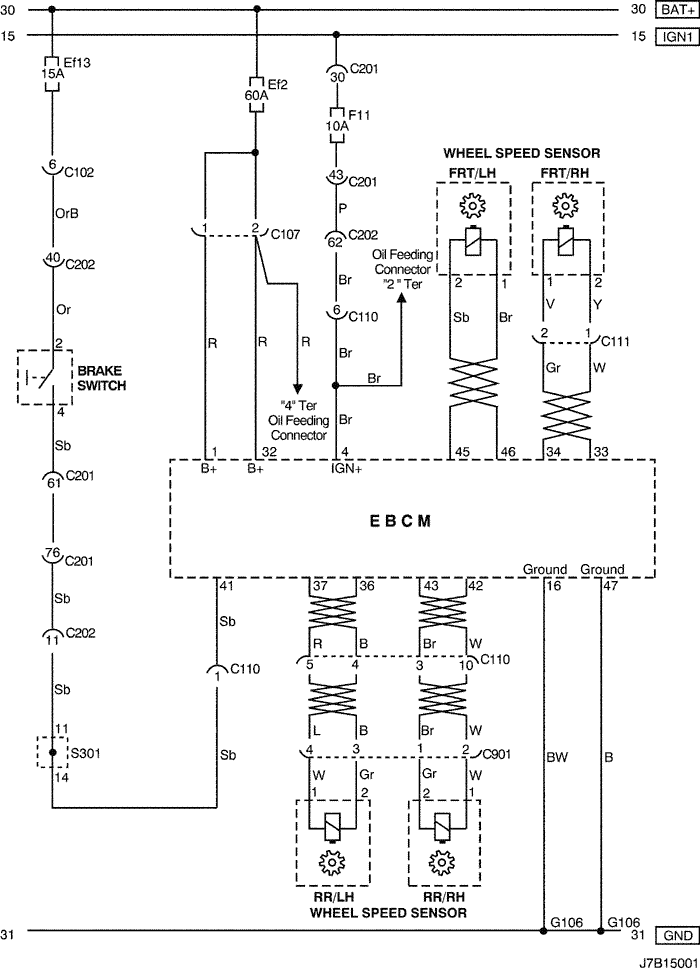 30 30 BAT+
15 15 IGN1
Ef13
15A
Ef2
60A
C201
30
F11
10A
43 C201
P
62 C202
Br
6 C110
Br
Br
Br
4
IGN+
6 C102
OrB
40 C202
Or
2
BRAKE
SWITCH
4
Sb
61 C201
76 C201
Sb
11 C202
Sb
11
S301
14
1 2 C107
R R R
"4" Ter
Oil Feeding
Connector
1 32
B+ B+
Oil Feeding
Connector
"2" Ter
WHEEL SPEED SENSOR
FRT/LH FRT/RH
2 1 1 2
Sb Br V Y
2 1 C111
Gr W
45 46 34 33
EBCM
Ground Ground
41 37 36 43 42 16 47
Sb
1 C110
Sb
R B Br W
5 4 3 10 C110
L B Br W
4 3 1 2 C901
W Gr Gr W
1 2 2 1
BW B
RR/LH RR/RH
WHEEL SPEED SENSOR
G106 G106
31 31 GND
J7B15001